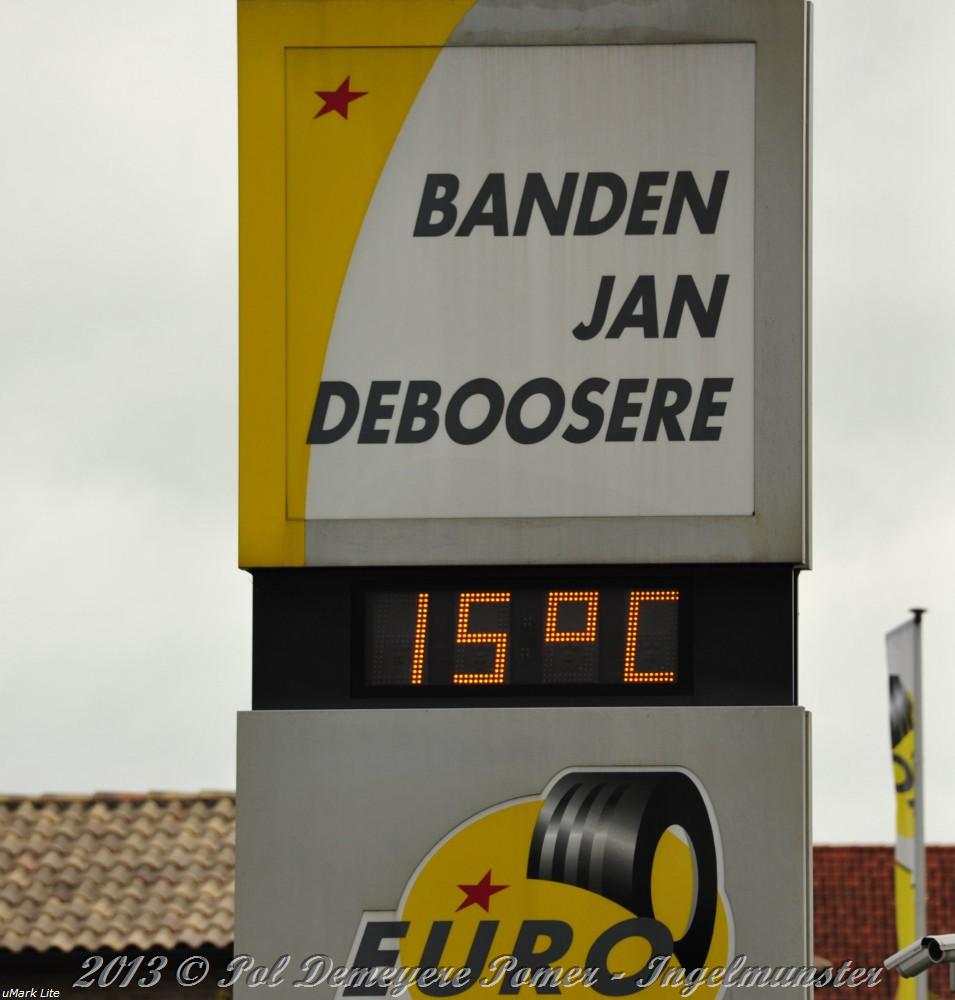 BANDEN
JAN
DEBOOSERE
15°C
EURO
2013 © Pol Demeyere Pomer - Ingelmunster
uMark Lite